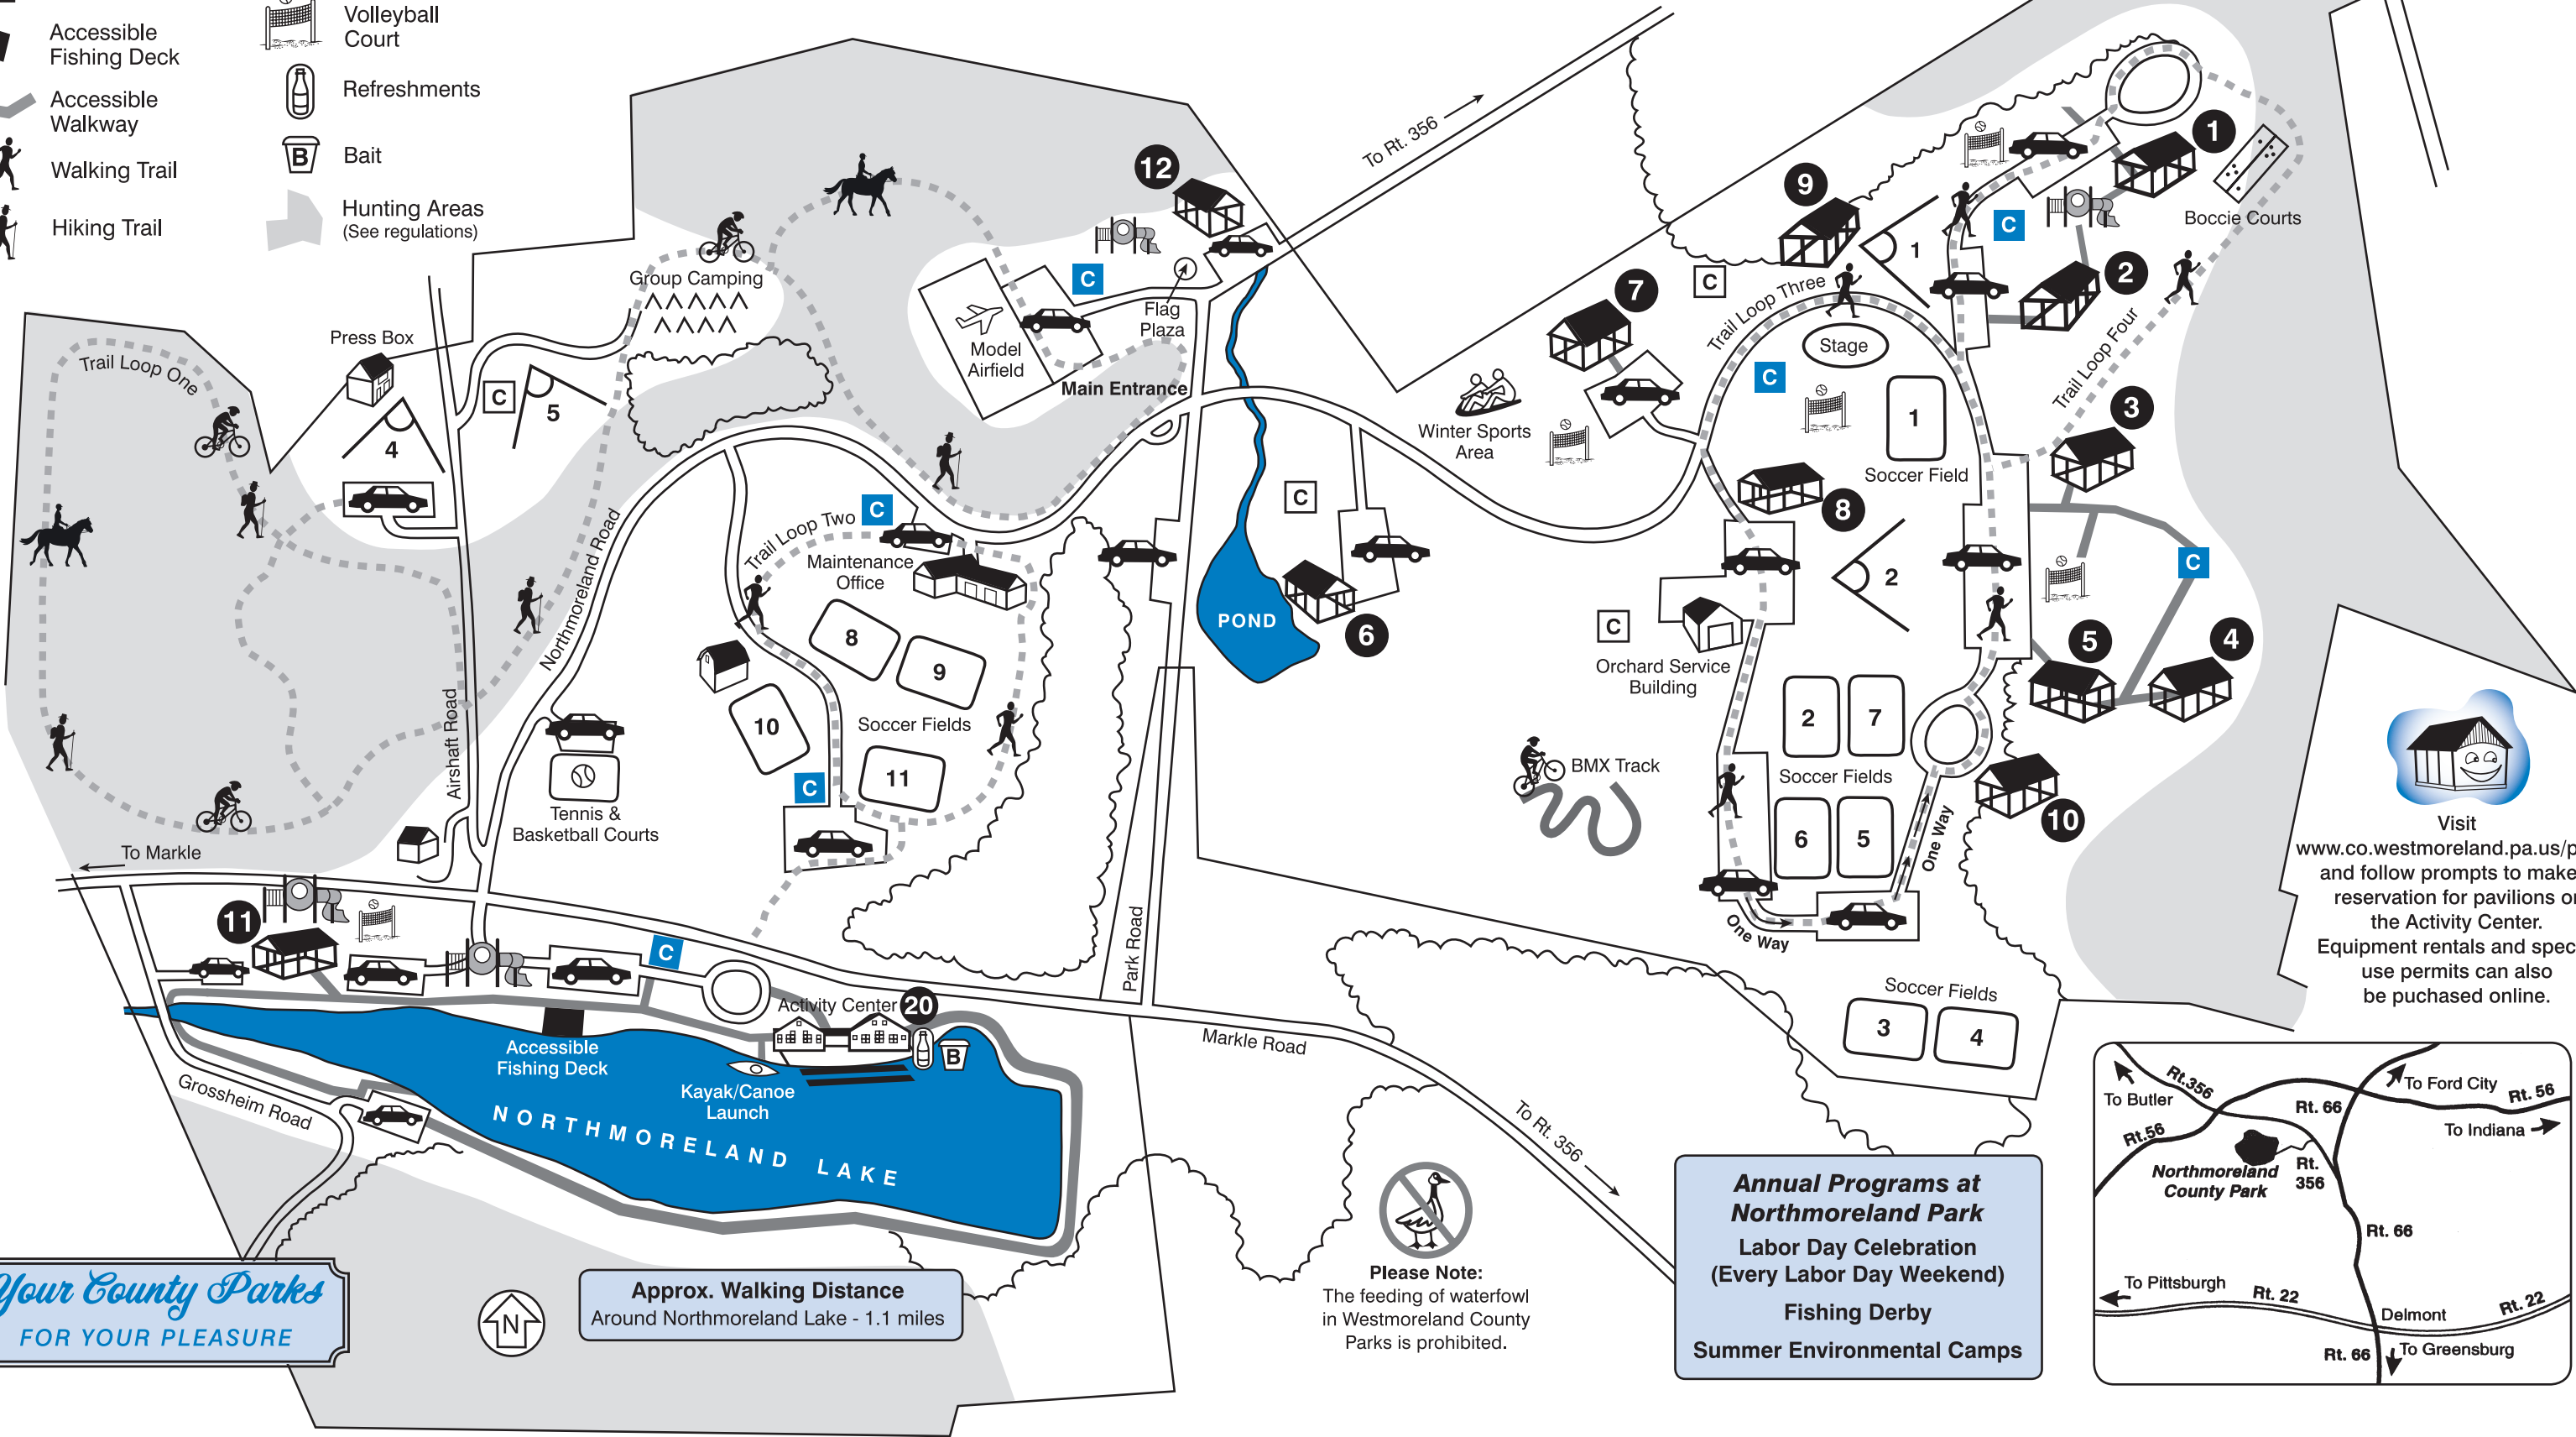 Accessible
Fishing Deck
Accessible
Walkway
Walking Trail
Hiking Trail
Volleyball
Court
Refreshments
B
Bait
Hunting Areas
(See regulations)
To Rt. 356
12
Group Camping
C
Flag
Plaza
Model
Airfield
Main Entrance
Press Box
Trail Loop One
4
C
5
Northmoreland Road
Airshaft Road
Trail Loop Two
C
Maintenance
Office
8
9
10
Soccer Fields
11
C
Tennis &
Basketball Courts
To Markle
POND
C
6
Park Road
9
1
1
C
Boccie Courts
2
C
7
Trail Loop Three
Stage
C
Trail Loop Four
3
Winter Sports
Area
1
Soccer Field
8
2
C
C
Orchard Service
Building
5
4
2
7
Soccer Fields
BMX Track
6
5
10
One Way
One Way
Soccer Fields
3
4
11
C
Activity Center
20
B
Accessible
Fishing Deck
Kayak/Canoe
Launch
NORTHMORELAND LAKE
Grossheim Road
Markle Road
To Rt. 356
Visit
www.co.westmoreland.pa.us/p
and follow prompts to make
reservation for pavilions o
the Activity Center.
Equipment rentals and spec
use permits can also
be puchased online.
Your County Parks
FOR YOUR PLEASURE
N
Approx. Walking Distance
Around Northmoreland Lake - 1.1 miles
Please Note:
The feeding of waterfowl
in Westmoreland County
Parks is prohibited.
Annual Programs at
Northmoreland Park
Labor Day Celebration
(Every Labor Day Weekend)
Fishing Derby
Summer Environmental Camps
To Butler
Rt.356
To Ford City
Rt. 56
Rt. 66
To Indiana
Rt.56
Northmoreland
County Park
Rt.
356
Rt. 66
To Pittsburgh
Rt. 22
Delmont
Rt. 22
Rt. 66
To Greensburg